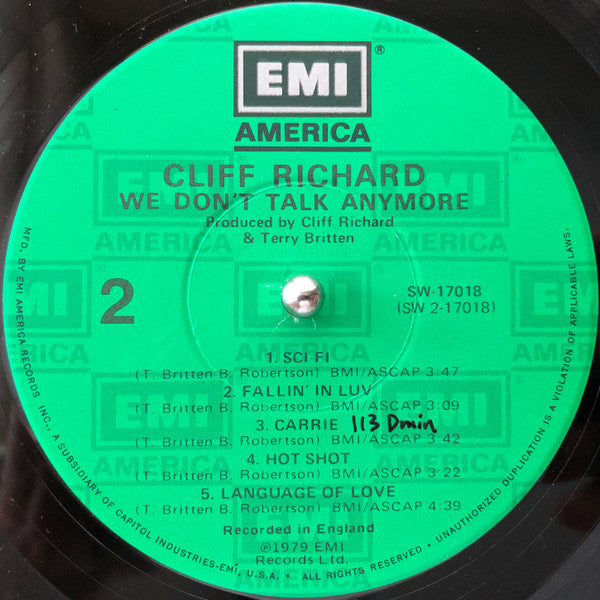 EMI®
AMERICA
CLIFF RICHARD
WE DON'T TALK ANYMORE
Produced by Cliff Richard
& Terry Britten
2
SW-17018
(SW 2-17018)
1. SCI-FI
(T. Britten B. Robertson) BMI/ASCAP 3:47
2. FALLIN' IN LUV
(T. Britten B. Robertson) BMI/ASCAP 3:09
3. CARRIE 113 Dmin
(T. Britten B. Robertson) BMI/ASCAP 3:42
4. HOT SHOT
(T. Britten B. Robertson) BMI/ASCAP 3:22
5. LANGUAGE OF LOVE
(T. Britten B. Robertson) BMI/ASCAP 4:39
Recorded in England
℗1979 EMI
Records Ltd.
MFD. BY EMI AMERICA RECORDS INC., A SUBSIDIARY OF CAPITOL INDUSTRIES-EMI, U.S.A. • ALL RIGHTS RESERVED • UNAUTHORIZED DUPLICATION IS A VIOLATION OF APPLICABLE LAWS.